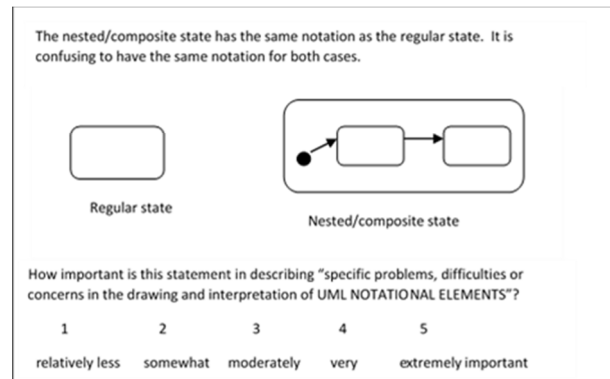 The nested/composite state has the same notation as the regular state. It is
confusing to have the same notation for both cases.
Regular state
Nested/composite state
How important is this statement in describing "specific problems, difficulties or
concerns in the drawing and interpretation of UML NOTATIONAL ELEMENTS"?
1 2 3 4 5
relatively less somewhat moderately very extremely important